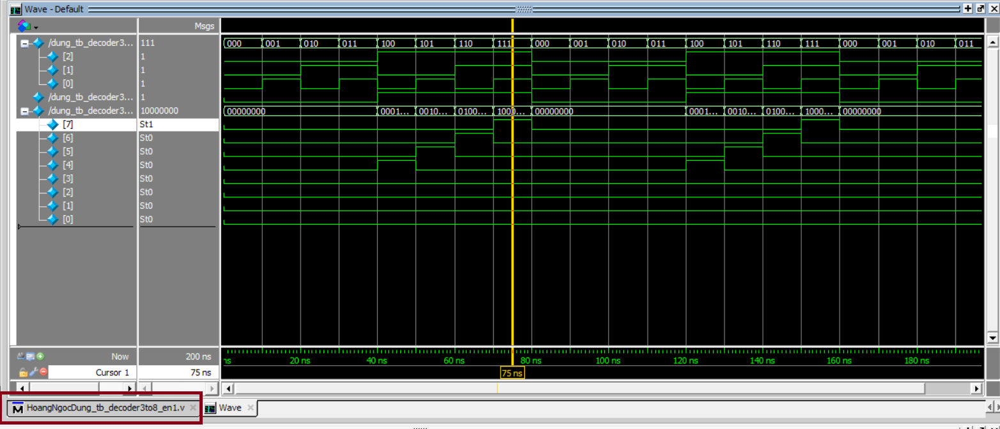 Wave - Default
Msgs
/dung_tb_decoder3... 111 000 001 010 011 100 101 110 111 000 001 010 011 100 101 110 111 000 001 010 011
[2] 1
[1] 1
[0] 1
/dung_tb_decoder3... 1
/dung_tb_decoder3... 10000000 00000000 0001... 0010... 0100... 1000... 00000000 0001... 0010... 0100... 1000... 00000000
[7] St1
[6] St0
[5] St0
[4] St0
[3] St0
[2] St0
[1] St0
[0] St0
Now 200 ns ns 20 ns 40 ns 60 ns 80 ns 100 ns 120 ns 140 ns 160 ns 180 ns
Cursor 1 75 ns 75 ns
HoangNgocDung_tb_decoder3to8_en1.v Wave